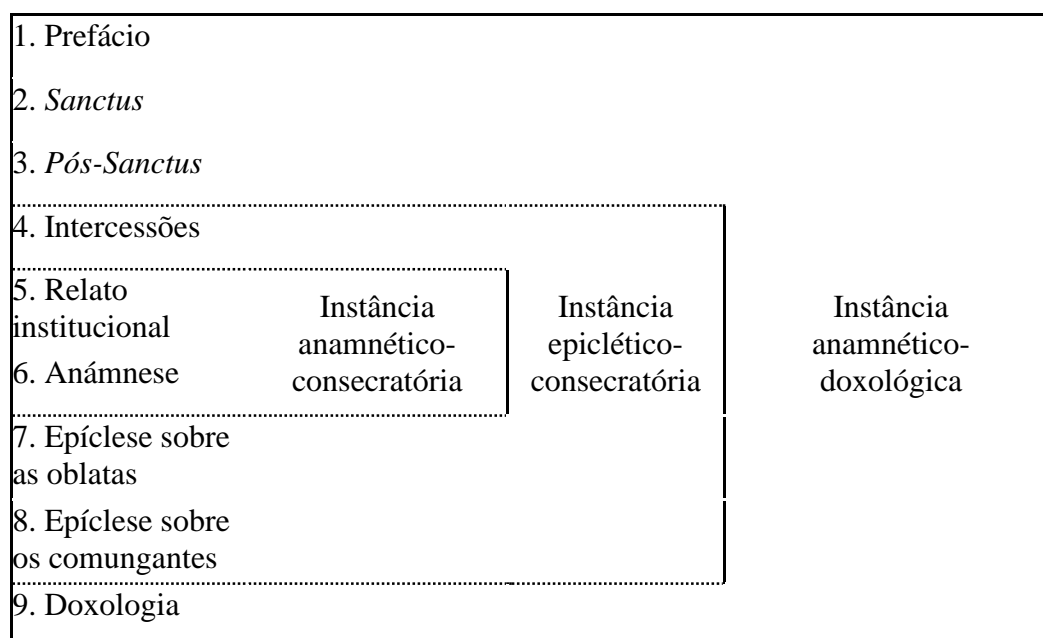 1. Prefácio
2. Sanctus
3. Pós-Sanctus
4. Intercessões
5. Relato
institucional
6. Anámnese
Instância
anamnético-
consecratória
Instância
epiclético-
consecratória
Instância
anamnético-
doxológica
7. Epíclese sobre
as oblatas
8. Epíclese sobre
os comungantes
9. Doxologia